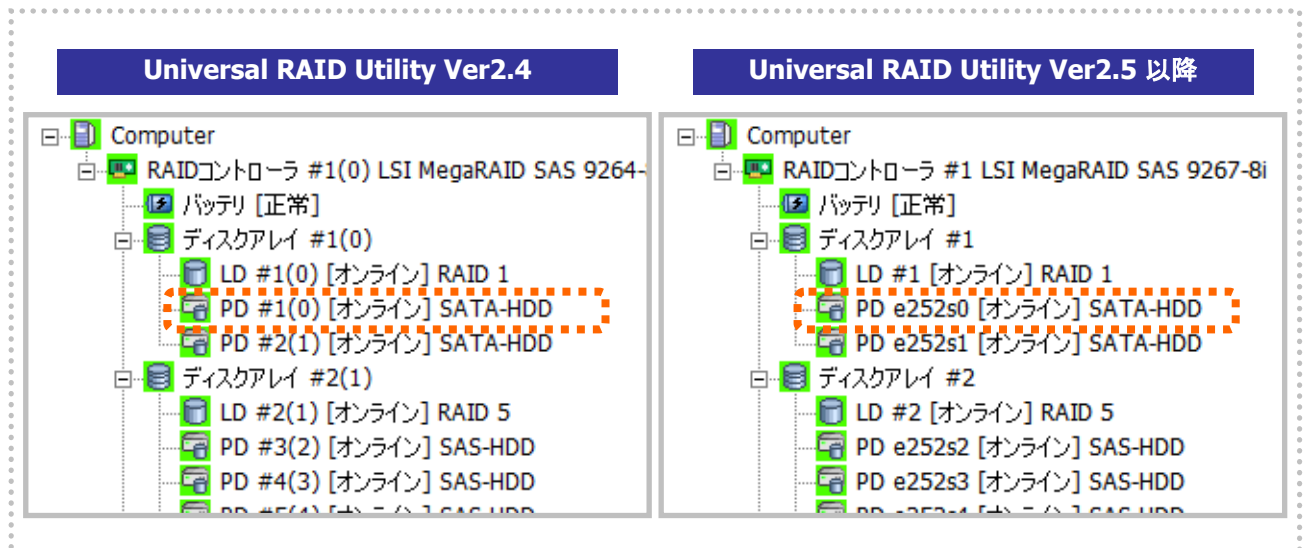 Universal RAID Utility Ver2.4
Computer
RAIDコントローラ #1(0) LSI MegaRAID SAS 9264-
バッテリ [正常]
ディスクアレイ #1(0)
LD #1(0) [オンライン] RAID 1
PD #1(0) [オンライン] SATA-HDD
PD #2(1) [オンライン] SATA-HDD
ディスクアレイ #2(1)
LD #2(1) [オンライン] RAID 5
PD #3(2) [オンライン] SAS-HDD
PD #4(3) [オンライン] SAS-HDD
Universal RAID Utility Ver2.5 以降
Computer
RAIDコントローラ #1 LSI MegaRAID SAS 9267-8i
バッテリ [正常]
ディスクアレイ #1
LD #1 [オンライン] RAID 1
PD e252s0 [オンライン] SATA-HDD
PD e252s1 [オンライン] SATA-HDD
ディスクアレイ #2
LD #2 [オンライン] RAID 5
PD e252s2 [オンライン] SAS-HDD
PD e252s3 [オンライン] SAS-HDD